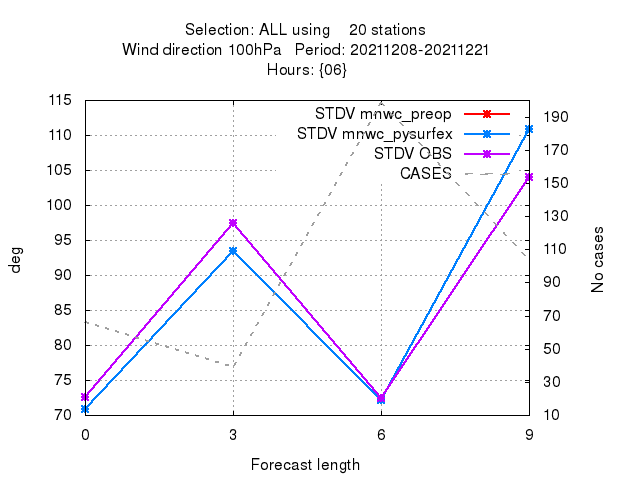 Selection: ALL using 20 stations
Wind direction 100hPa Period: 20211208-20211221
Hours: {06}
115
110
105
100
95
90
85
80
75
70
190
170
150
130
110
90
70
50
30
10
STDV mnwc_preop
STDV mnwc_pysurfex
STDV OBS
CASES
deg
No cases
0 3 6 9
Forecast length